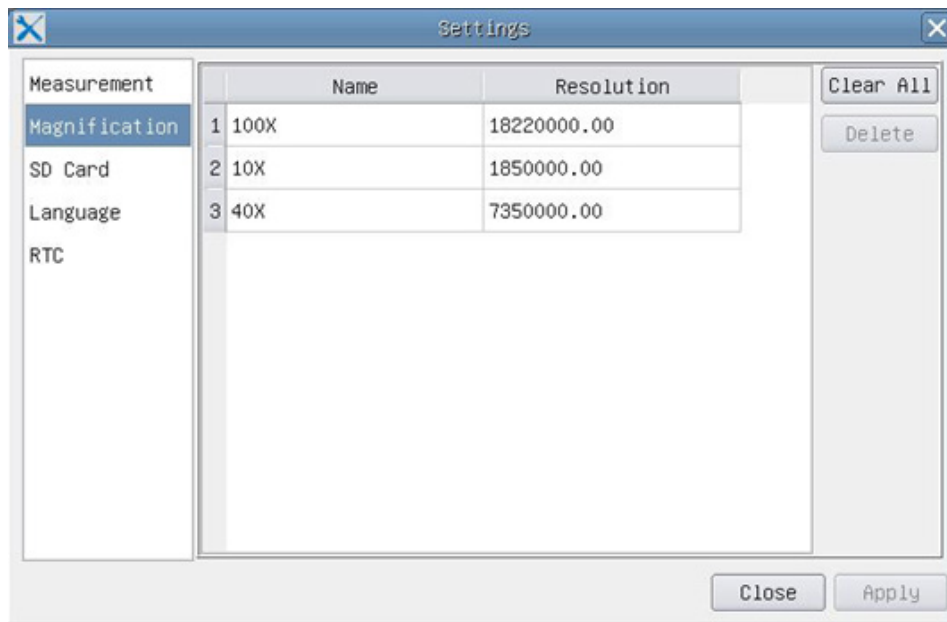 Settings
Measurement
Magnification
SD Card
Language
RTC
Name Resolution
1 100X 18220000.00
2 10X 1850000.00
3 40X 7350000.00
Clear All
Delete
Close Apply